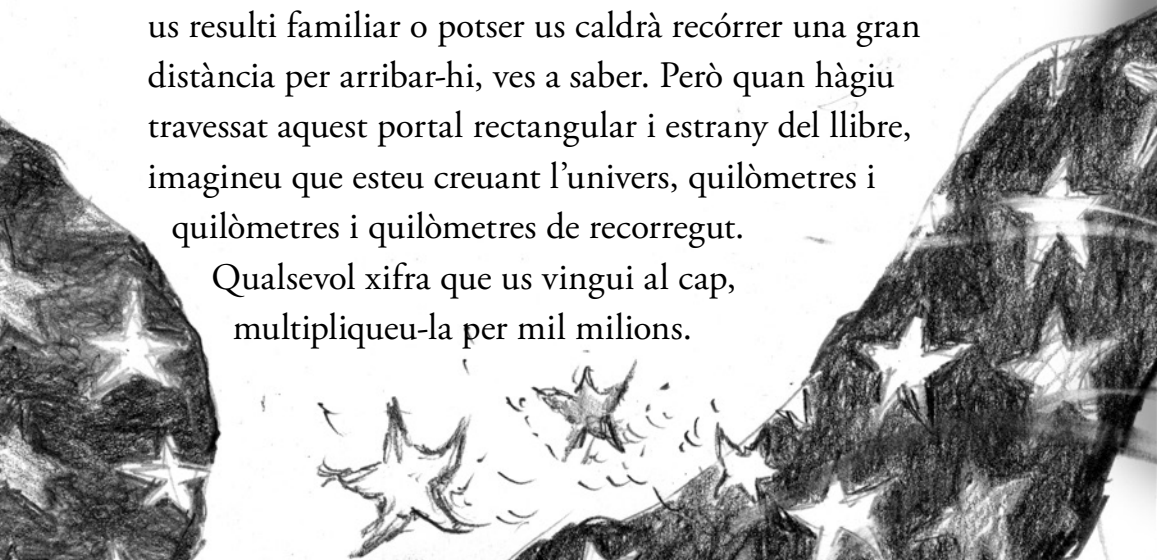 us resulti familiar o potser us caldrà recórrer una gran
distància per arribar-hi, ves a saber. Però quan hàgiu
travessat aquest portal rectangular i estrany del llibre,
imagineu que esteu creuant l’univers, quilòmetres i
quilòmetres i quilòmetres de recorregut.
Qualsevol xifra que us vingui al cap,
multipliqueu-la per mil milions.